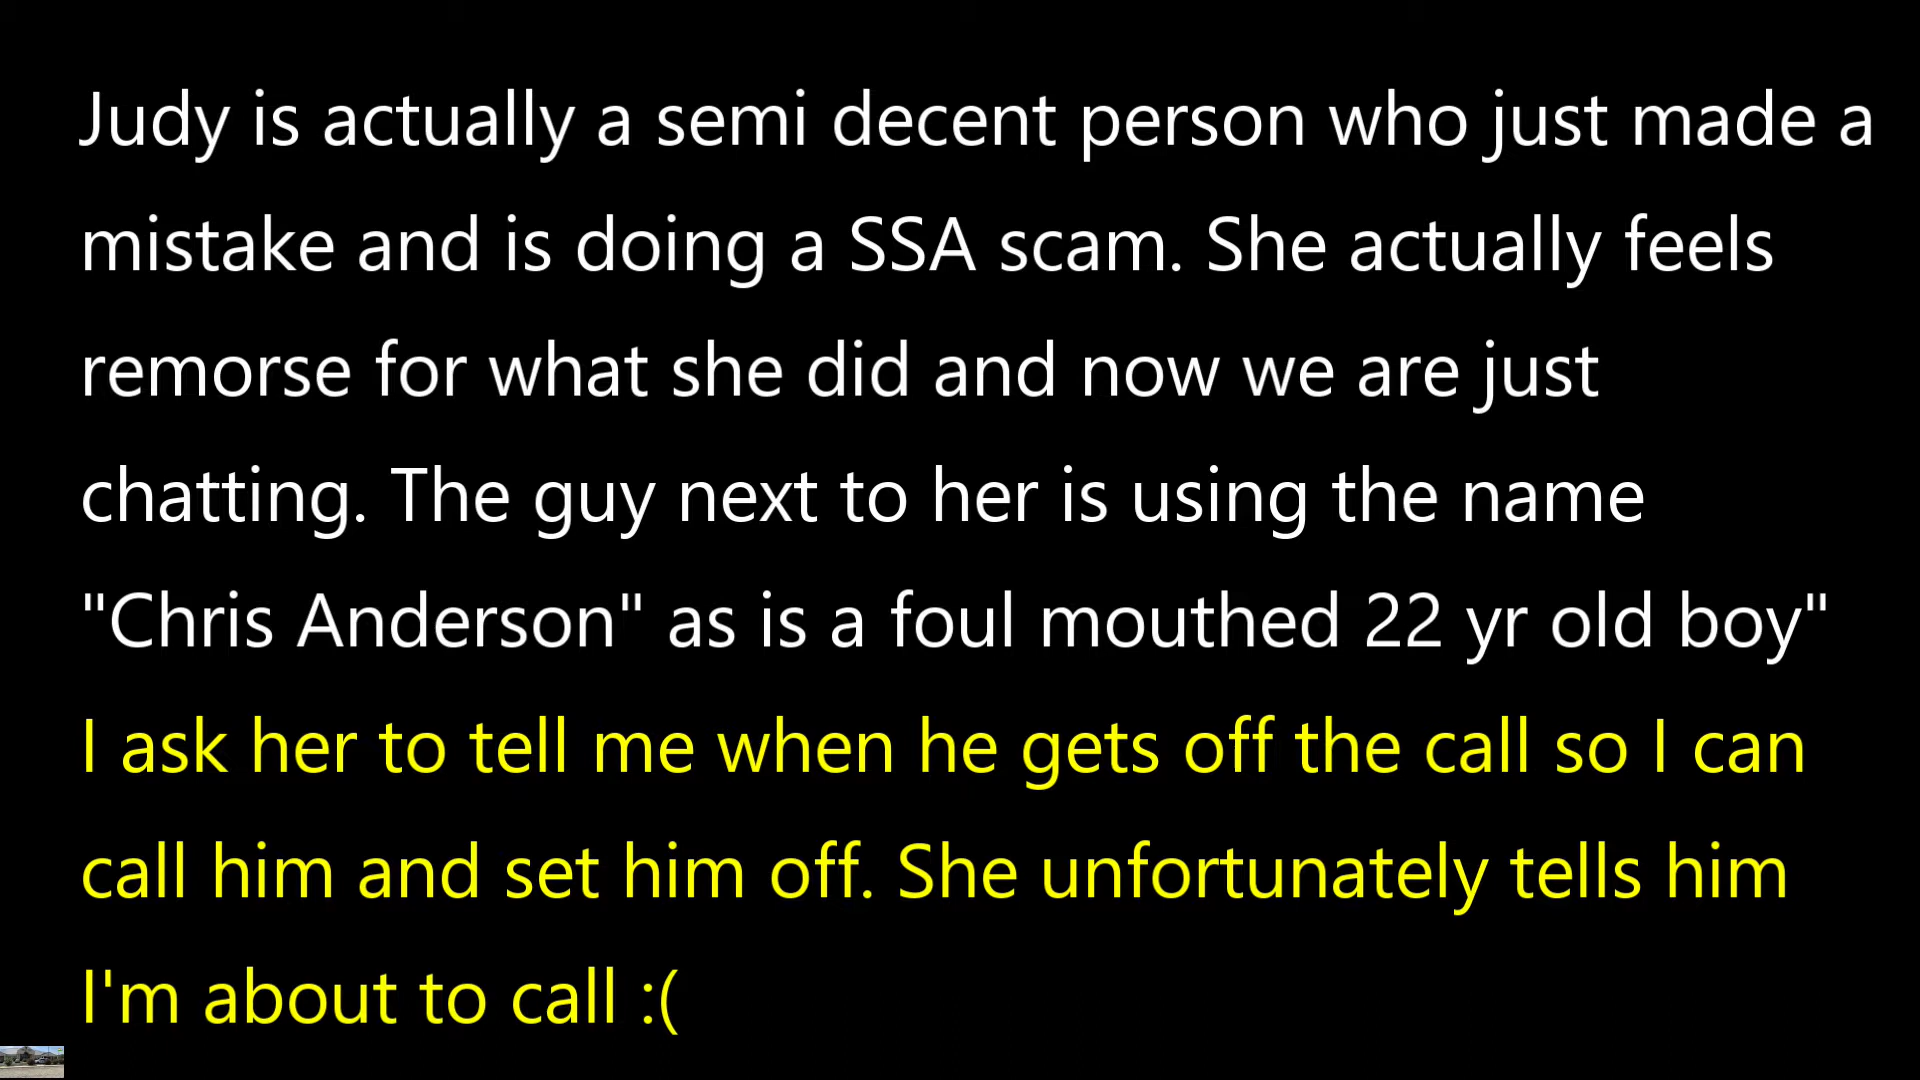 Judy is actually a semi decent person who just made a
mistake and is doing a SSA scam. She actually feels
remorse for what she did and now we are just
chatting. The guy next to her is using the name
"Chris Anderson" as is a foul mouthed 22 yr old boy"
I ask her to tell me when he gets off the call so I can
call him and set him off. She unfortunately tells him
I'm about to call :(